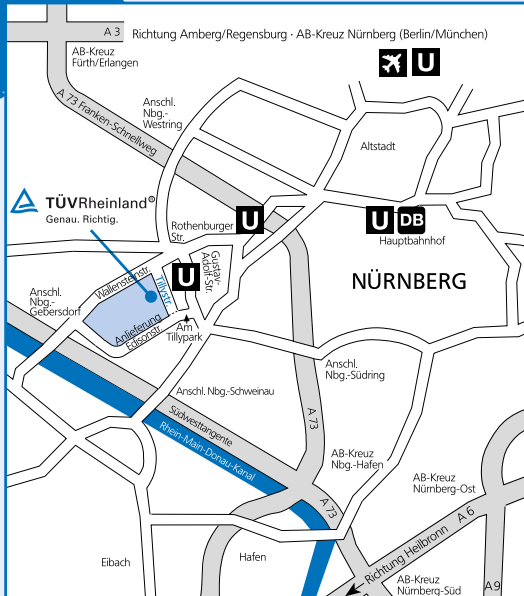 A 3
Richtung Amberg/Regensburg · AB-Kreuz Nürnberg (Berlin/München)
AB-Kreuz
Fürth/Erlangen
U
A 73 Franken-Schnellweg
Anschl.
Nbg.-
Westring
Altstadt
TÜVRheinland®
Genau. Richtig.
Rothenburger
Str.
U
U
DB
Hauptbahnhof
Gustav-
Adolf-Str.
U
NÜRNBERG
Wallensteinstr.
Tillystr.
Anschl.
Nbg.-
Gebersdorf
Anlieferung
Edisonstr.
Am
Tillypark
Anschl.
Nbg.-Südring
Anschl. Nbg.-Schweinau
Südwesttangente
A 73
Rhein-Main-Donau-Kanal
AB-Kreuz
Nbg.-Hafen
AB-Kreuz
Nürnberg-Ost
A 73
A 6
Richtung Heilbronn
Eibach
Hafen
AB-Kreuz
Nürnberg-Süd
A 9